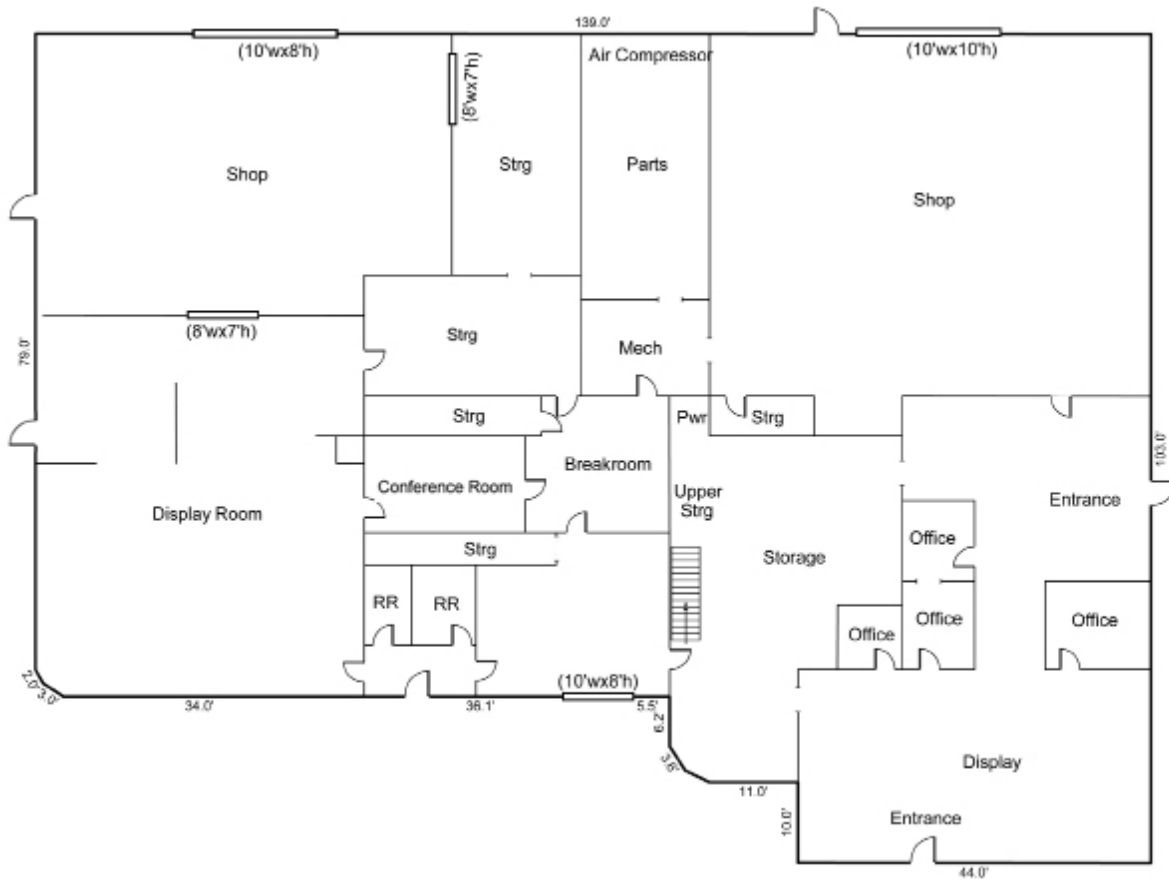 139.0'
(10'wx8'h)
(8'wx7'h)
Air Compressor
(10'wx10'h)
Shop
Strg
Parts
Shop
79.0'
(8'wx7'h)
Strg
Mech
Strg
Pwr
Strg
103.0'
Breakroom
Conference Room
Upper
Strg
Entrance
Display Room
Strg
Storage
Office
RR
RR
Office
Office
Office
2.0'
3.0'
34.0'
36.1'
(10'wx8'h)
5.5'
6.2'
3.6'
11.0'
Display
10.0'
Entrance
44.0'